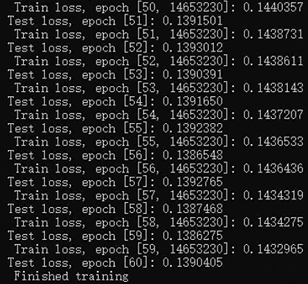 Train loss, epoch [50, 14653230]: 0.1440357
Test loss, epoch [51]: 0.1391501
Train loss, epoch [51, 14653230]: 0.1438731
Test loss, epoch [52]: 0.1393012
Train loss, epoch [52, 14653230]: 0.1438611
Test loss, epoch [53]: 0.1390391
Train loss, epoch [53, 14653230]: 0.1438143
Test loss, epoch [54]: 0.1391650
Train loss, epoch [54, 14653230]: 0.1437207
Test loss, epoch [55]: 0.1392382
Train loss, epoch [55, 14653230]: 0.1436533
Test loss, epoch [56]: 0.1386548
Train loss, epoch [56, 14653230]: 0.1436436
Test loss, epoch [57]: 0.1392765
Train loss, epoch [57, 14653230]: 0.1434319
Test loss, epoch [58]: 0.1387468
Train loss, epoch [58, 14653230]: 0.1434275
Test loss, epoch [59]: 0.1386275
Train loss, epoch [59, 14653230]: 0.1432965
Test loss, epoch [60]: 0.1390405
Finished training